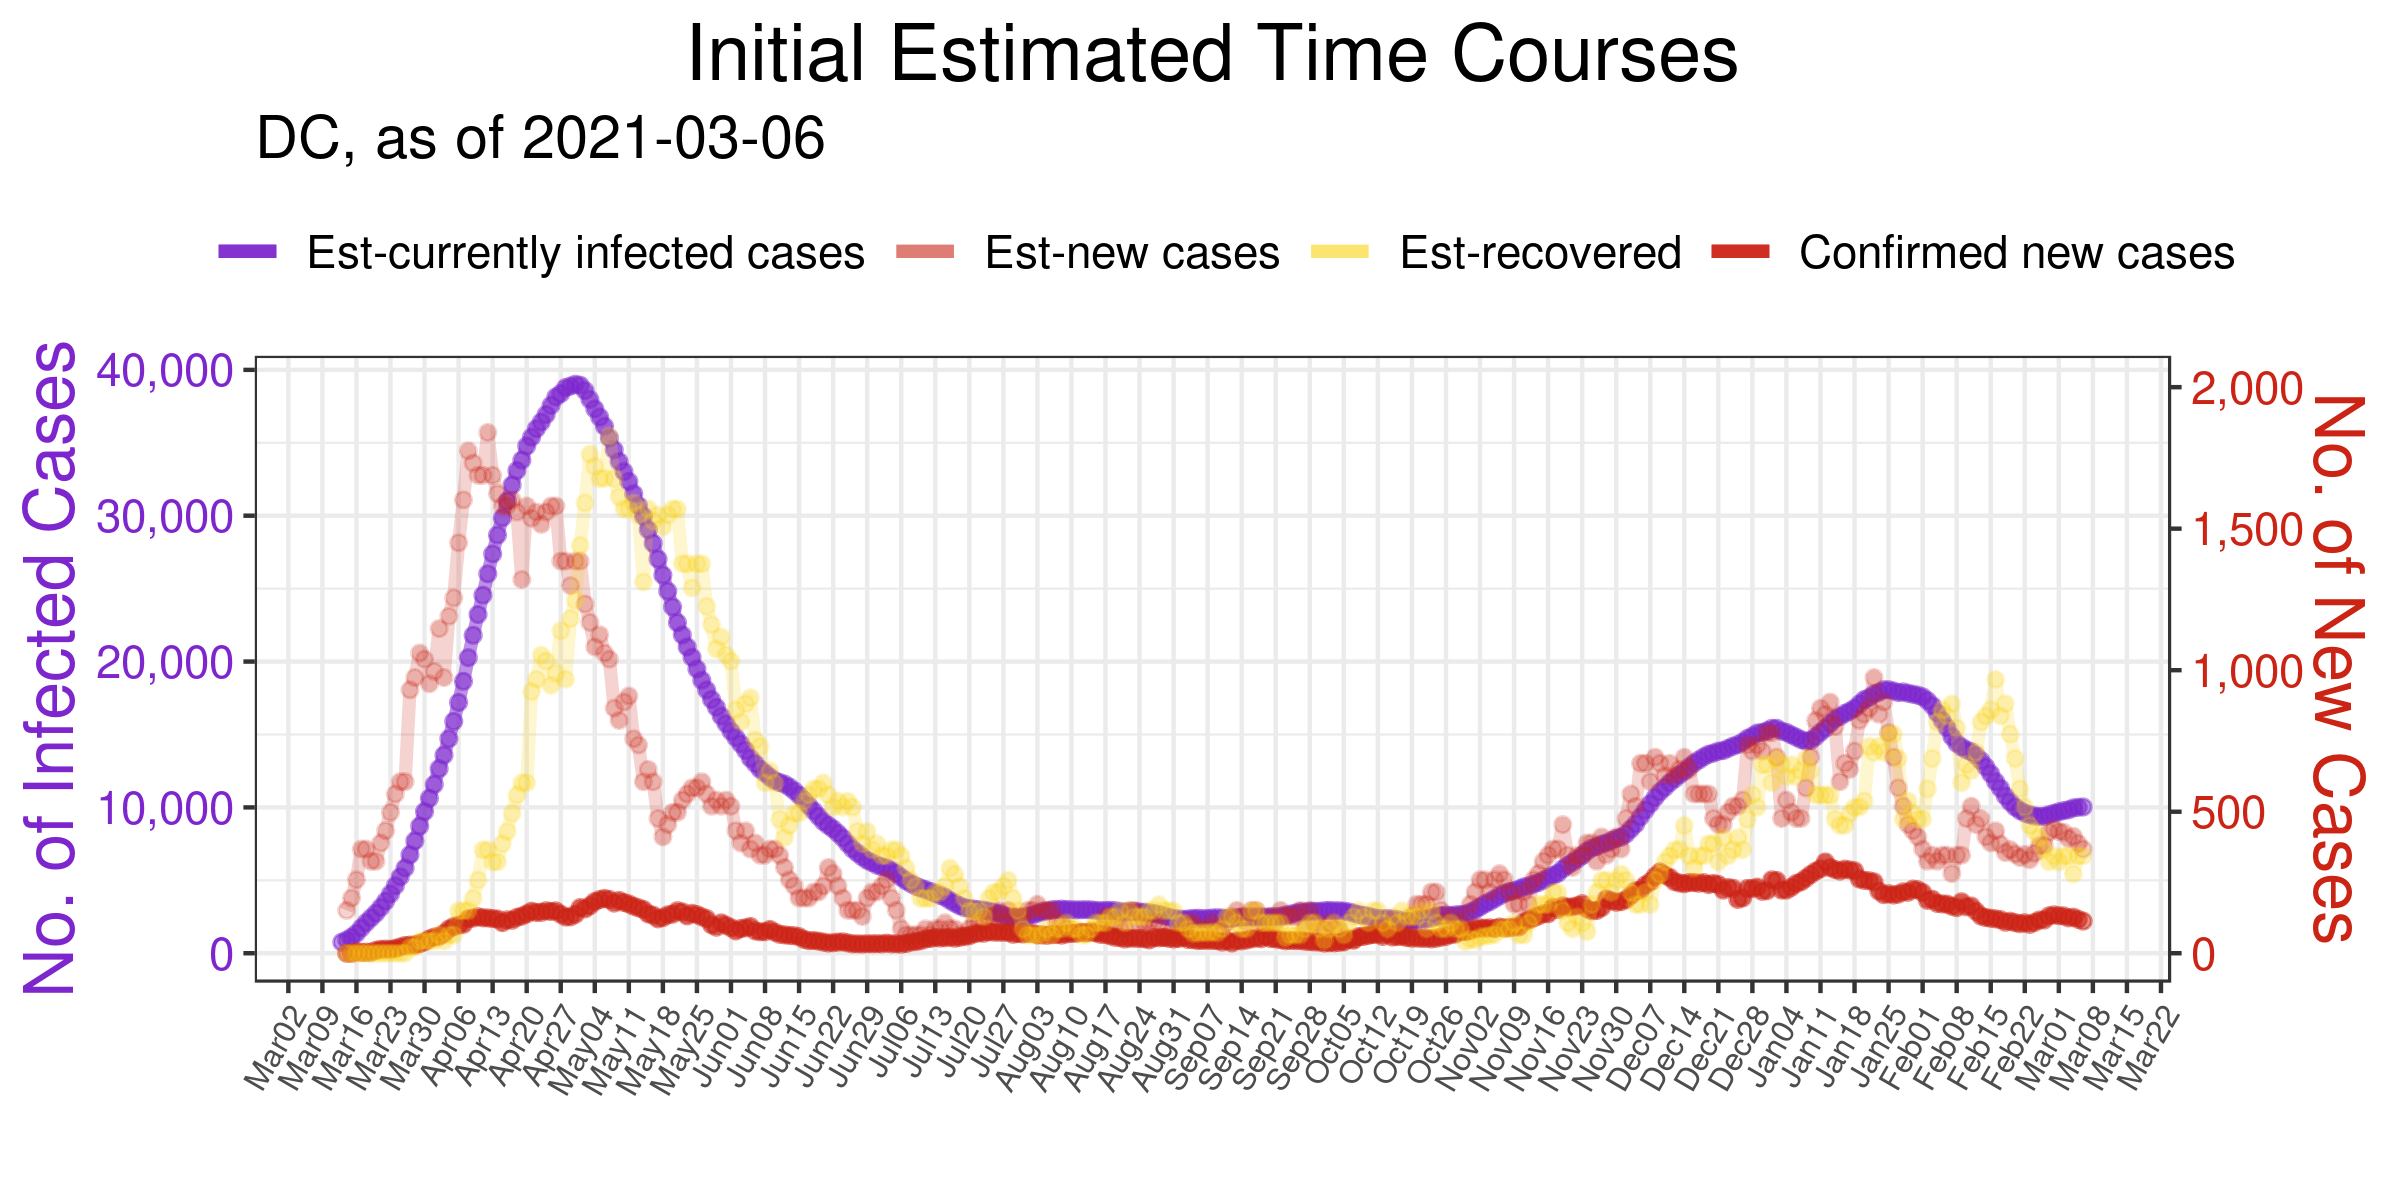 Initial Estimated Time Courses
DC, as of 2021-03-06
Est-currently infected cases Est-new cases Est-recovered Confirmed new cases
No. of Infected Cases
40,000
30,000
20,000
10,000
0
2,000
1,500
1,000
500
0
No. of New Cases
Mar02 Mar09 Mar16 Mar23 Mar30 Apr06 Apr13 Apr20 Apr27 May04 May11 May18 May25 Jun01 Jun08 Jun15 Jun22 Jun29 Jul06 Jul13 Jul20 Jul27 Aug03 Aug10 Aug17 Aug24 Aug31 Sep07 Sep14 Sep21 Sep28 Oct05 Oct12 Oct19 Oct26 Nov02 Nov09 Nov16 Nov23 Nov30 Dec07 Dec14 Dec21 Dec28 Jan04 Jan11 Jan18 Jan25 Feb01 Feb08 Feb15 Feb22 Mar01 Mar08 Mar15 Mar22